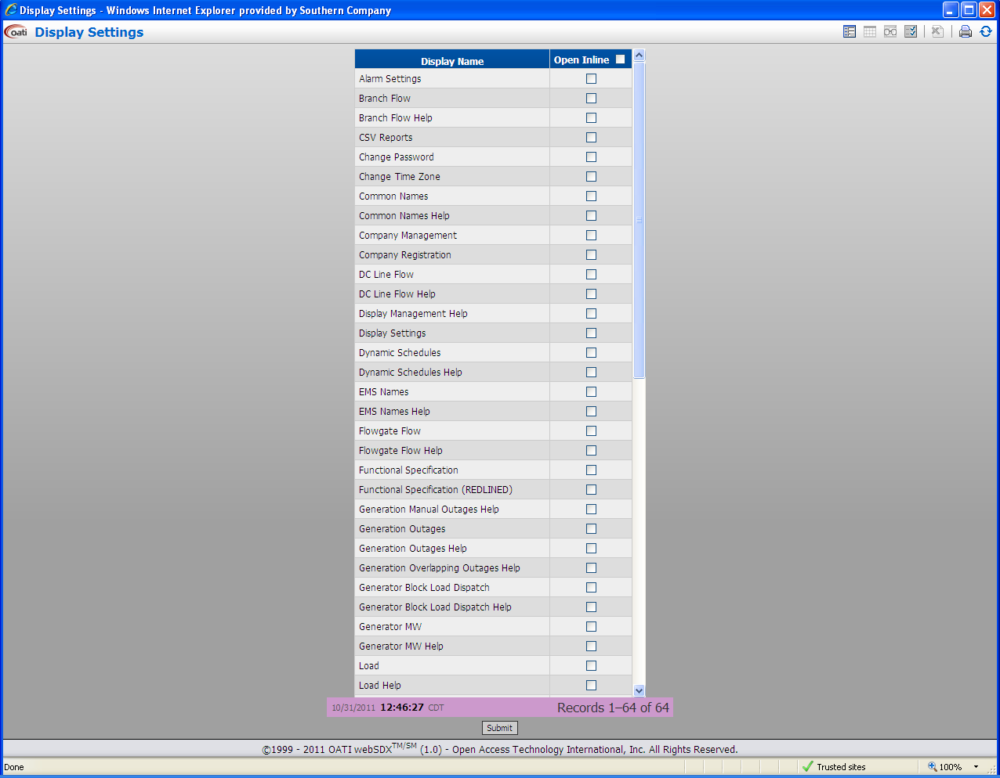 Display Settings - Windows Internet Explorer provided by Southern Company
oati Display Settings
Display Name Open Inline
Alarm Settings
Branch Flow
Branch Flow Help
CSV Reports
Change Password
Change Time Zone
Common Names
Common Names Help
Company Management
Company Registration
DC Line Flow
DC Line Flow Help
Display Management Help
Display Settings
Dynamic Schedules
Dynamic Schedules Help
EMS Names
EMS Names Help
Flowgate Flow
Flowgate Flow Help
Functional Specification
Functional Specification (REDLINED)
Generation Manual Outages Help
Generation Outages
Generation Outages Help
Generation Overlapping Outages Help
Generator Block Load Dispatch
Generator Block Load Dispatch Help
Generator MW
Generator MW Help
Load
Load Help
10/31/2011 12:46:27 CDT Records 1–64 of 64
Submit
©1999 - 2011 OATI webSDX™/SM (1.0) - Open Access Technology International, Inc. All Rights Reserved.
Done Trusted sites 100%